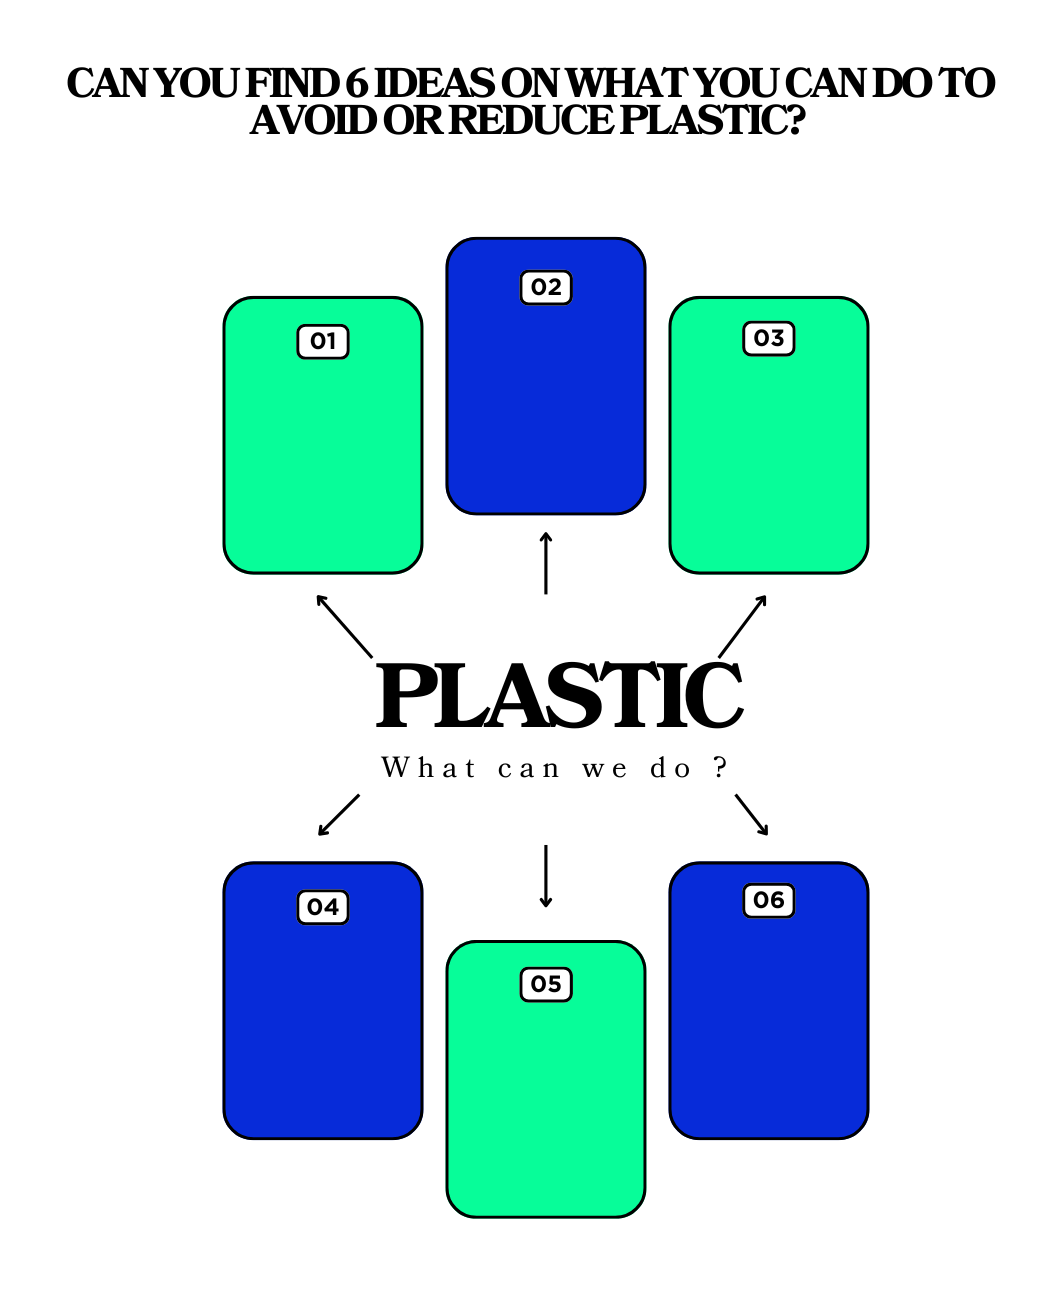 CAN YOU FIND 6 IDEAS ON WHAT YOU CAN DO TO
AVOID OR REDUCE PLASTIC?
01
02
03
PLASTIC
What can we do ?
04
05
06